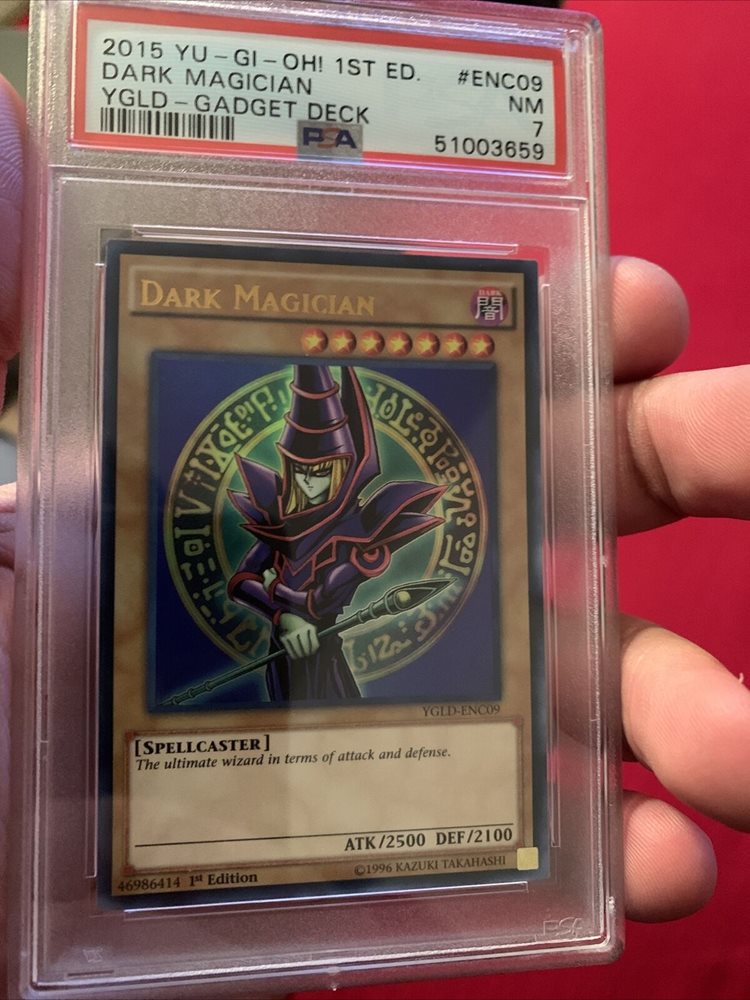 2015 YU-GI-OH! 1ST ED. #ENC09
DARK MAGICIAN NM
YGLD-GADGET DECK 7
PSA 51003659
DARK MAGICIAN
DARK
闇
YGLD-ENC09
[SPELLCASTER]
The ultimate wizard in terms of attack and defense.
ATK/2500 DEF/2100
46986414 1st Edition ©1996 KAZUKI TAKAHASHI
PSA